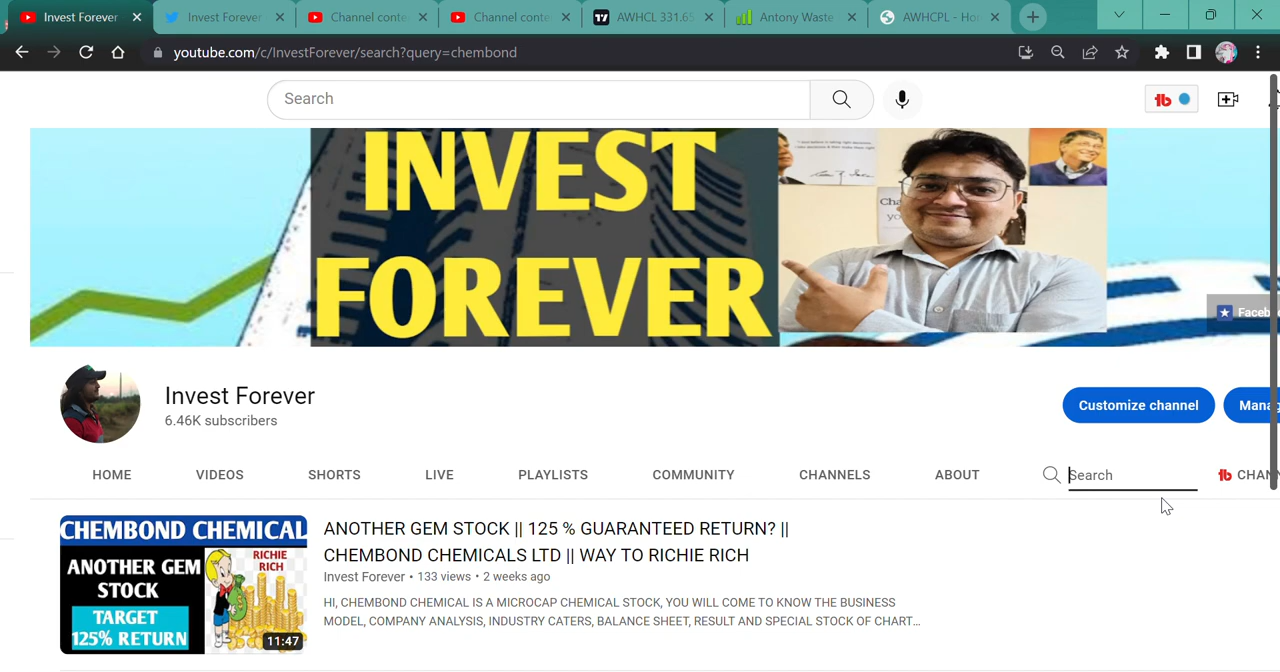 Invest Forever
Invest Forever
Channel conte
Channel conte
AWHCL 331.65
Antony Waste
AWHCPL - Ho
youtube.com/c/InvestForever/search?query=chembond
Search
INVEST
FOREVER
Faceb
Invest Forever
6.46K subscribers
Customize channel
Manag
HOME
VIDEOS
SHORTS
LIVE
PLAYLISTS
COMMUNITY
CHANNELS
ABOUT
Search
CHAN
CHEMBOND CHEMICAL
ANOTHER GEM
STOCK
TARGET
125% RETURN
RICHIE
RICH
11:47
ANOTHER GEM STOCK || 125 % GUARANTEED RETURN? ||
CHEMBOND CHEMICALS LTD || WAY TO RICHIE RICH
Invest Forever • 133 views • 2 weeks ago
HI, CHEMBOND CHEMICAL IS A MICROCAP CHEMICAL STOCK, YOU WILL COME TO KNOW THE BUSINESS
MODEL, COMPANY ANALYSIS, INDUSTRY CATERS, BALANCE SHEET, RESULT AND SPECIAL STOCK OF CHART...